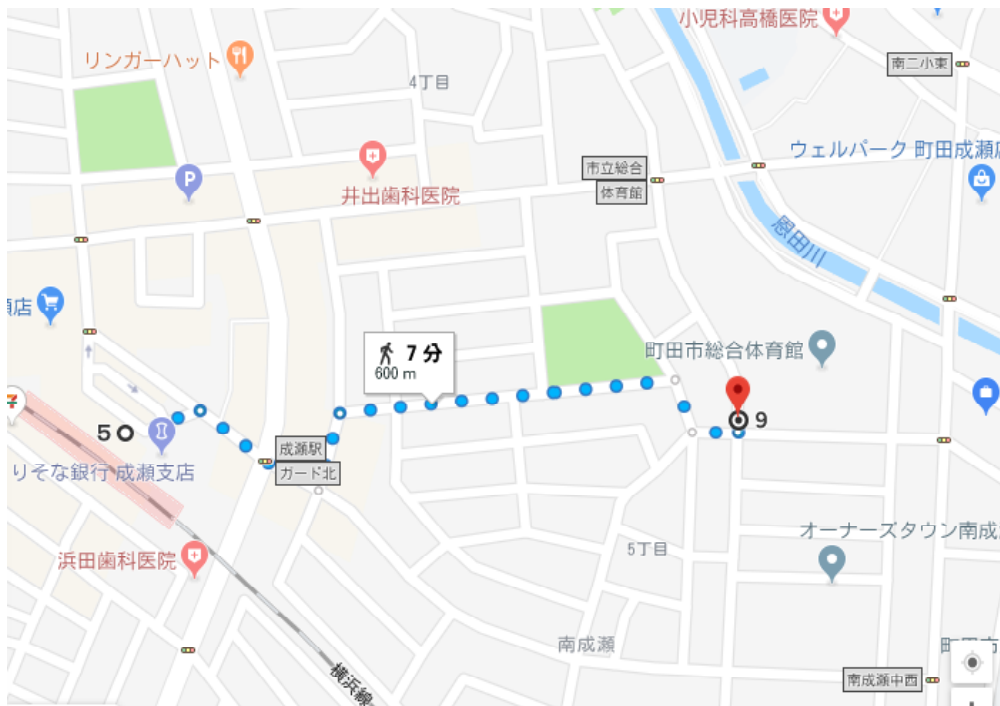 小児科高橋医院
リンガーハット
南二小東
4丁目
ウェルパーク 町田成瀬店
市立総合
体育館
P
井出歯科医院
恩田川
瀬店
7 分
600 m
町田市総合体育館
5
9
成瀬駅
ガード北
りそな銀行 成瀬支店
オーナーズタウン南成
5丁目
浜田歯科医院
南成瀬
町田市
横浜線
南成瀬中西